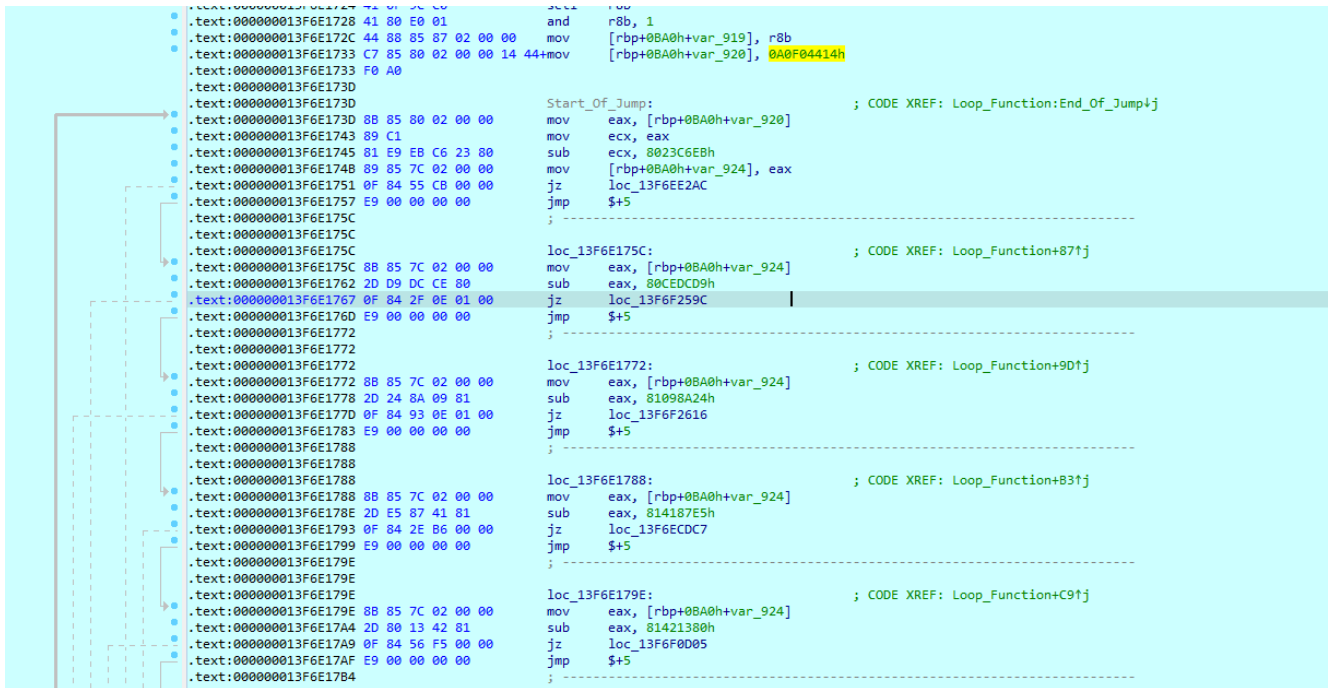 .text:000000013F6E1728 41 80 E0 01 and r8b, 1
.text:000000013F6E172C 44 88 85 87 02 00 00 mov [rbp+0BA0h+var_919], r8b
.text:000000013F6E1733 C7 85 80 02 00 00 14 44+mov [rbp+0BA0h+var_920], 0A0F04414h
.text:000000013F6E1733 F0 A0
.text:000000013F6E173D
.text:000000013F6E173D Start_Of_Jump: ; CODE XREF: Loop_Function:End_Of_Jump↓j
.text:000000013F6E173D 8B 85 80 02 00 00 mov eax, [rbp+0BA0h+var_920]
.text:000000013F6E1743 89 C1 mov ecx, eax
.text:000000013F6E1745 81 E9 EB C6 23 80 sub ecx, 8023C6EBh
.text:000000013F6E174B 89 85 7C 02 00 00 mov [rbp+0BA0h+var_924], eax
.text:000000013F6E1751 0F 84 55 CB 00 00 jz loc_13F6EE2AC
.text:000000013F6E1757 E9 00 00 00 00 jmp $+5
.text:000000013F6E175C ; ---------------------------------------------------------------------------
.text:000000013F6E175C
.text:000000013F6E175C loc_13F6E175C: ; CODE XREF: Loop_Function+87↑j
.text:000000013F6E175C 8B 85 7C 02 00 00 mov eax, [rbp+0BA0h+var_924]
.text:000000013F6E1762 2D D9 DC CE 80 sub eax, 80CEDCD9h
.text:000000013F6E1767 0F 84 2F 0E 01 00 jz loc_13F6F259C
.text:000000013F6E176D E9 00 00 00 00 jmp $+5
.text:000000013F6E1772 ; ---------------------------------------------------------------------------
.text:000000013F6E1772
.text:000000013F6E1772 loc_13F6E1772: ; CODE XREF: Loop_Function+9D↑j
.text:000000013F6E1772 8B 85 7C 02 00 00 mov eax, [rbp+0BA0h+var_924]
.text:000000013F6E1778 2D 24 8A 09 81 sub eax, 81098A24h
.text:000000013F6E177D 0F 84 93 0E 01 00 jz loc_13F6F2616
.text:000000013F6E1783 E9 00 00 00 00 jmp $+5
.text:000000013F6E1788 ; ---------------------------------------------------------------------------
.text:000000013F6E1788
.text:000000013F6E1788 loc_13F6E1788: ; CODE XREF: Loop_Function+B3↑j
.text:000000013F6E1788 8B 85 7C 02 00 00 mov eax, [rbp+0BA0h+var_924]
.text:000000013F6E178E 2D E5 87 41 81 sub eax, 814187E5h
.text:000000013F6E1793 0F 84 2E B6 00 00 jz loc_13F6ECDC7
.text:000000013F6E1799 E9 00 00 00 00 jmp $+5
.text:000000013F6E179E ; ---------------------------------------------------------------------------
.text:000000013F6E179E
.text:000000013F6E179E loc_13F6E179E: ; CODE XREF: Loop_Function+C9↑j
.text:000000013F6E179E 8B 85 7C 02 00 00 mov eax, [rbp+0BA0h+var_924]
.text:000000013F6E17A4 2D 80 13 42 81 sub eax, 81421380h
.text:000000013F6E17A9 0F 84 56 F5 00 00 jz loc_13F6F0D05
.text:000000013F6E17AF E9 00 00 00 00 jmp $+5
.text:000000013F6E17B4 ; ---------------------------------------------------------------------------